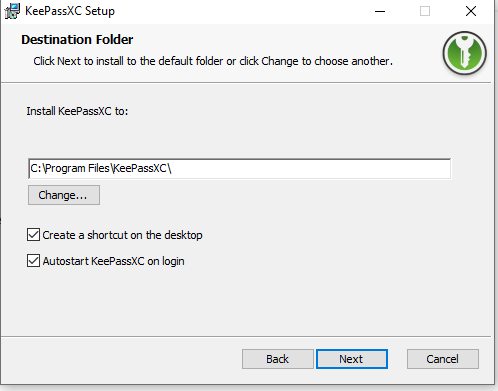 KeePassXC Setup
Destination Folder
Click Next to install to the default folder or click Change to choose another.
Install KeePassXC to:
C:\Program Files\KeePassXC\
Change...
Create a shortcut on the desktop
Autostart KeePassXC on login
Back Next Cancel